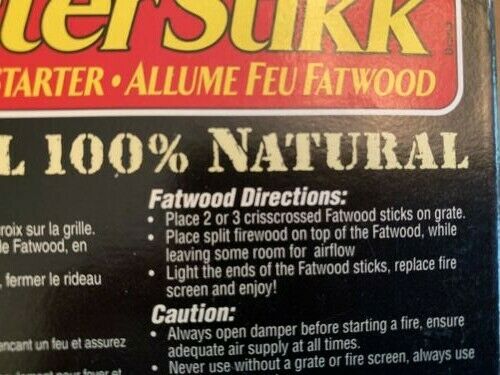 terStikk
STARTER • ALLUME FEU FATWOOD
L 100% NATURAL
roix sur la grille.
le Fatwood, en
, fermer le rideau
encant un feu et assurez
Fatwood Directions:
• Place 2 or 3 crisscrossed Fatwood sticks on grate.
• Place split firewood on top of the Fatwood, while
leaving some room for airflow
• Light the ends of the Fatwood sticks, replace fire
screen and enjoy!
Caution:
• Always open damper before starting a fire, ensure
adequate air supply at all times.
• Never use without a grate or fire screen, always use